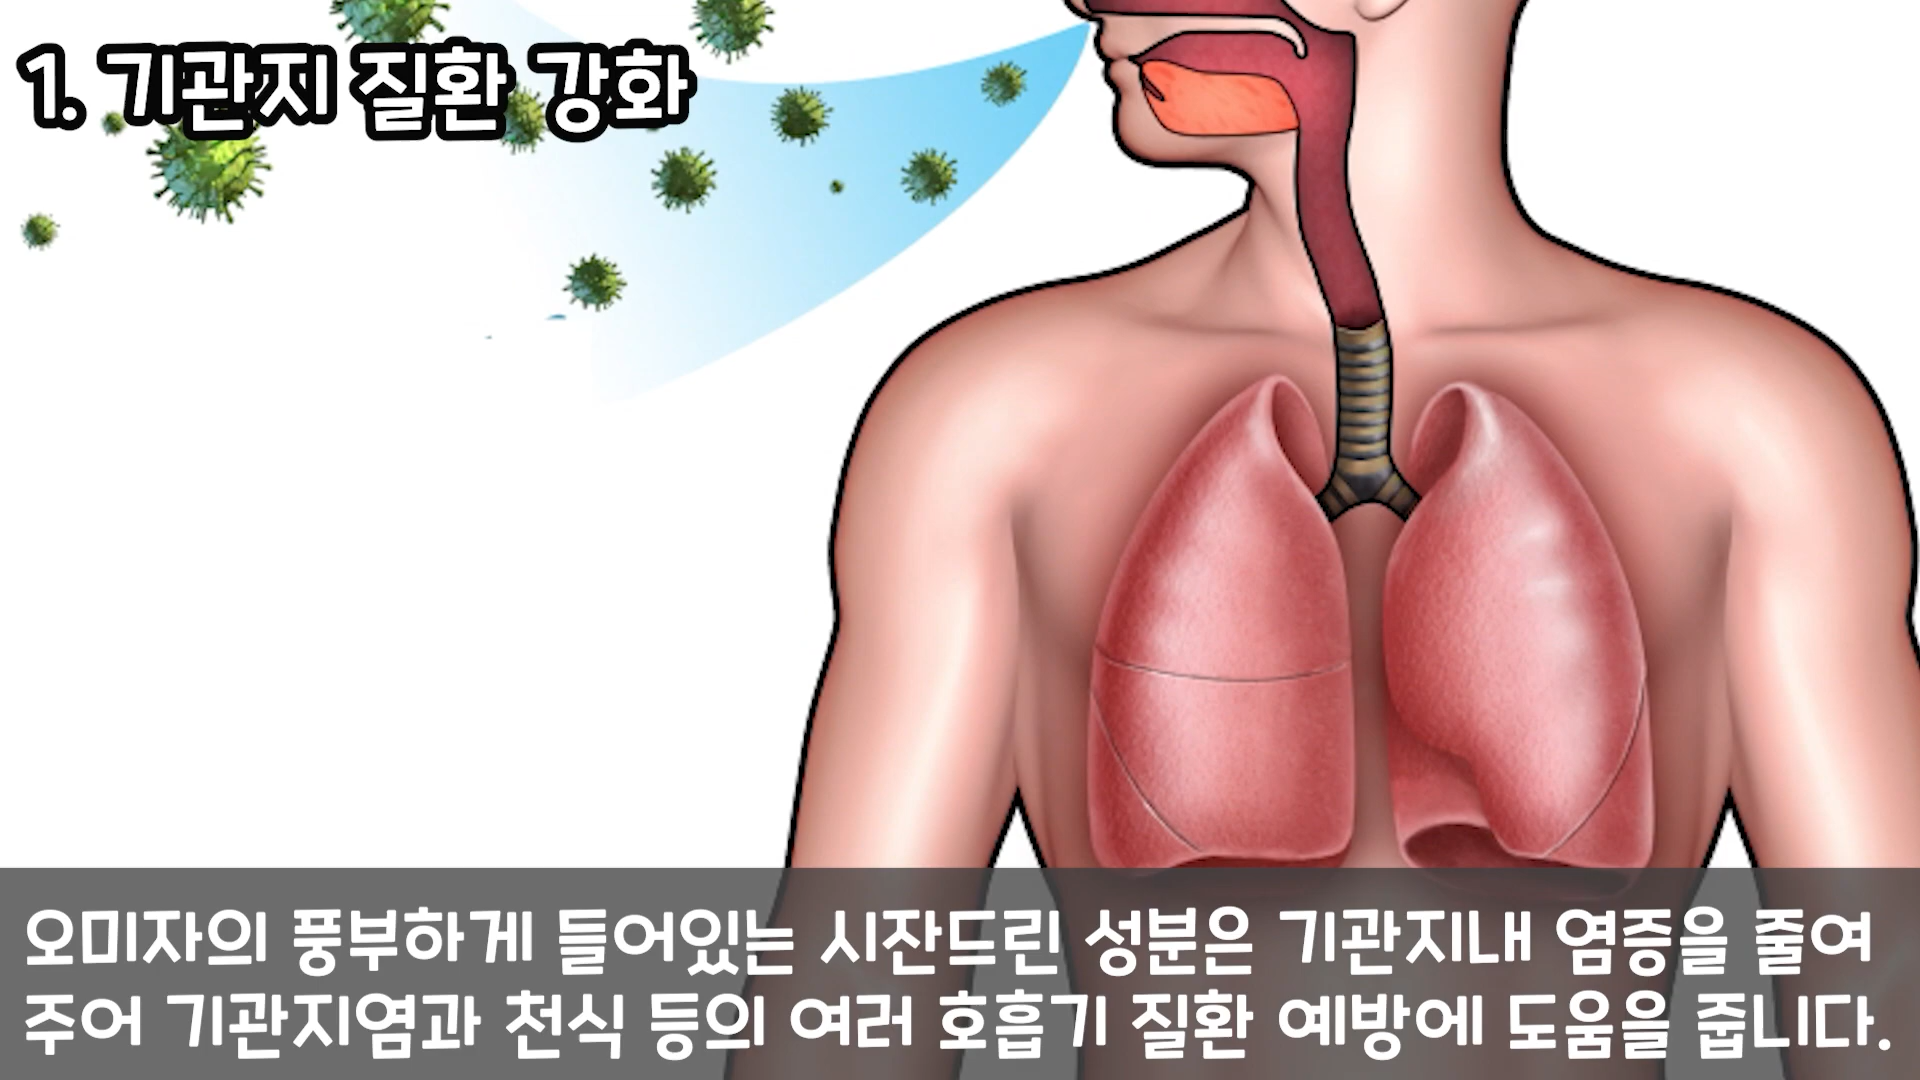 1. 기관지 질환 강화
오미자의 풍부하게 들어있는 시잔드린 성분은 기관지내 염증을 줄여
주어 기관지염과 천식 등의 여러 호흡기 질환 예방에 도움을 줍니다.